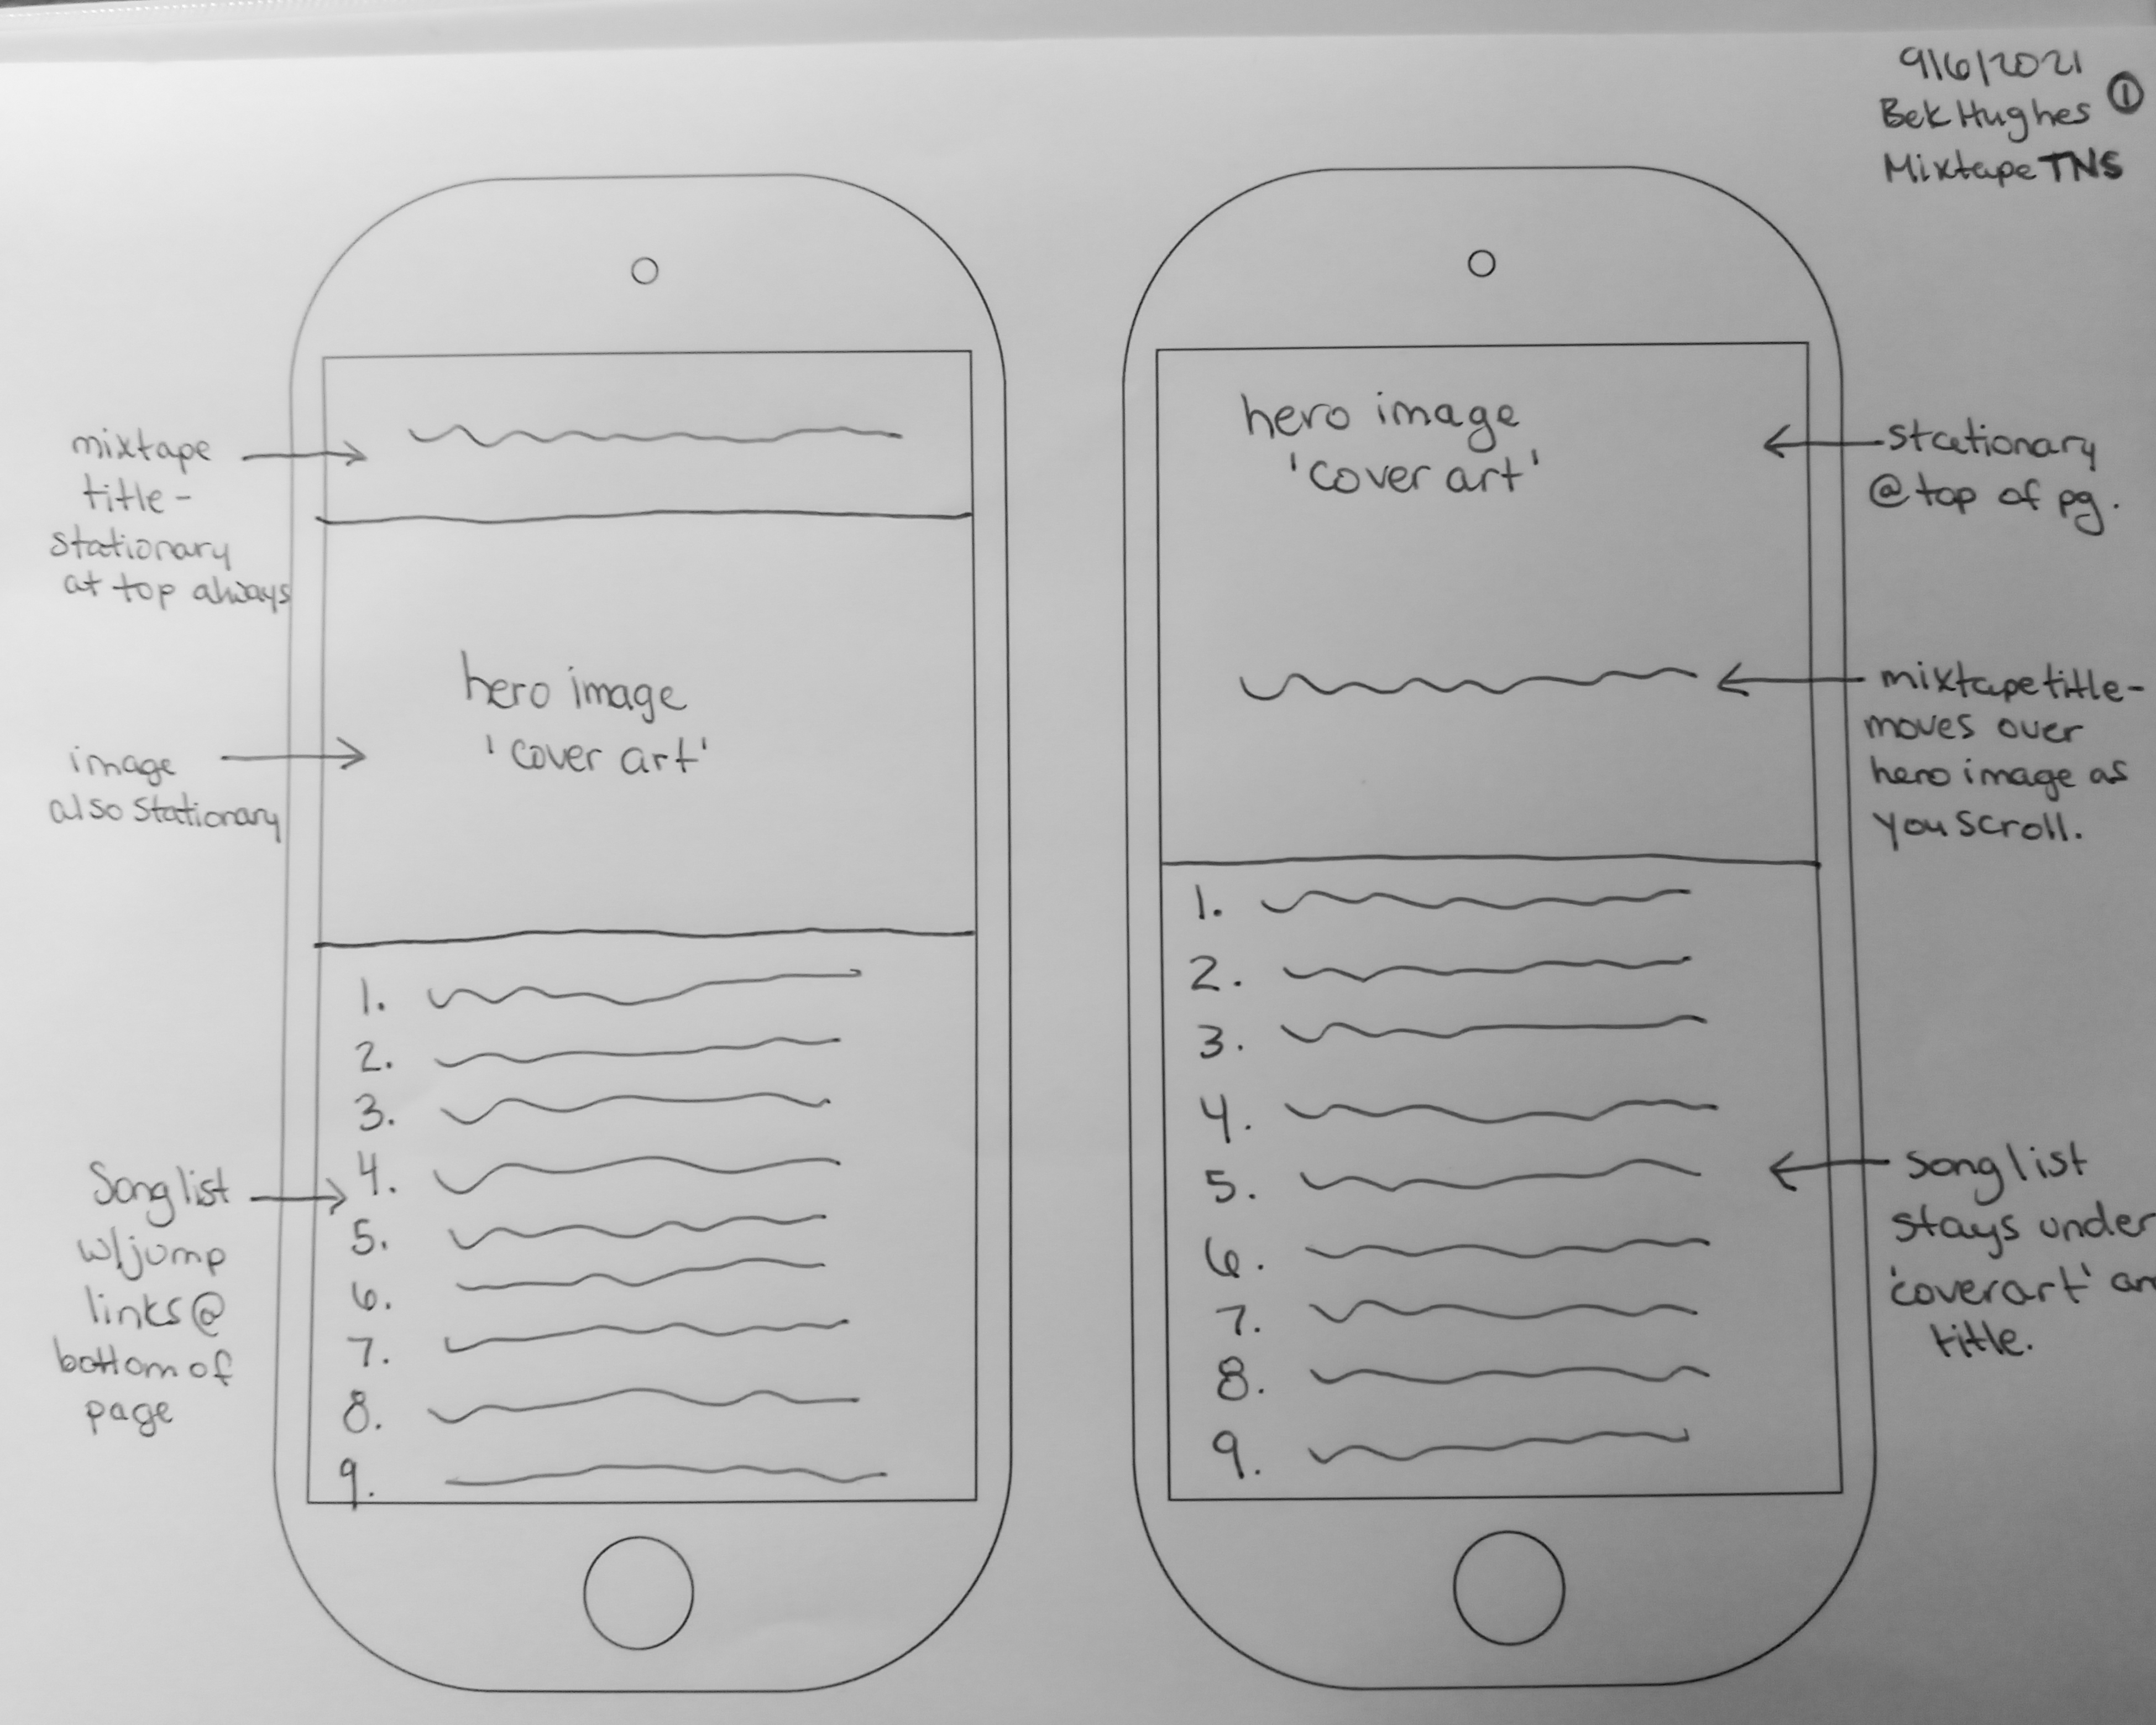 9/6/2021
Bek Hughes ①
Mixtape TNS
mixtape
title -
stationary
at top always
image
also stationary
Song list
w/jump
links @
bottom of
page
hero image
'cover art'
1.
2.
3.
4.
5.
6.
7.
8.
9.
hero image
'cover art'
1.
2.
3.
4.
5.
6.
7.
8.
9.
stationary
@ top of pg.
mixtape title -
moves over
hero image as
you scroll.
song list
stays under
'cover art' an
title.